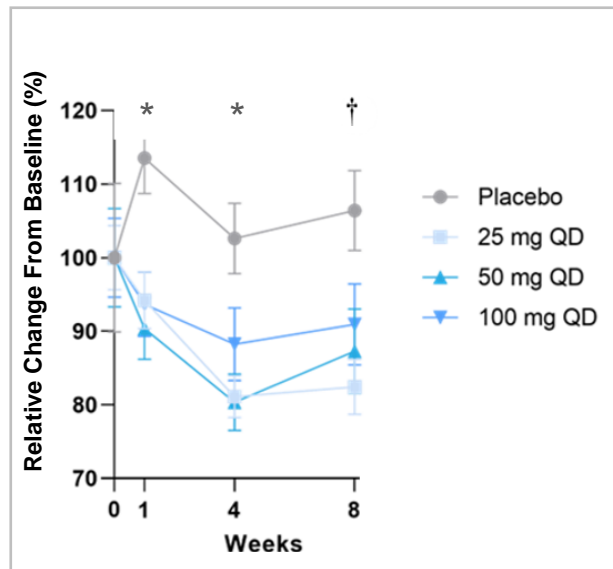 Relative Change From Baseline (%)
120
110
100
90
80
70
* * †
0 1 4 8
Weeks
Placebo
25 mg QD
50 mg QD
100 mg QD